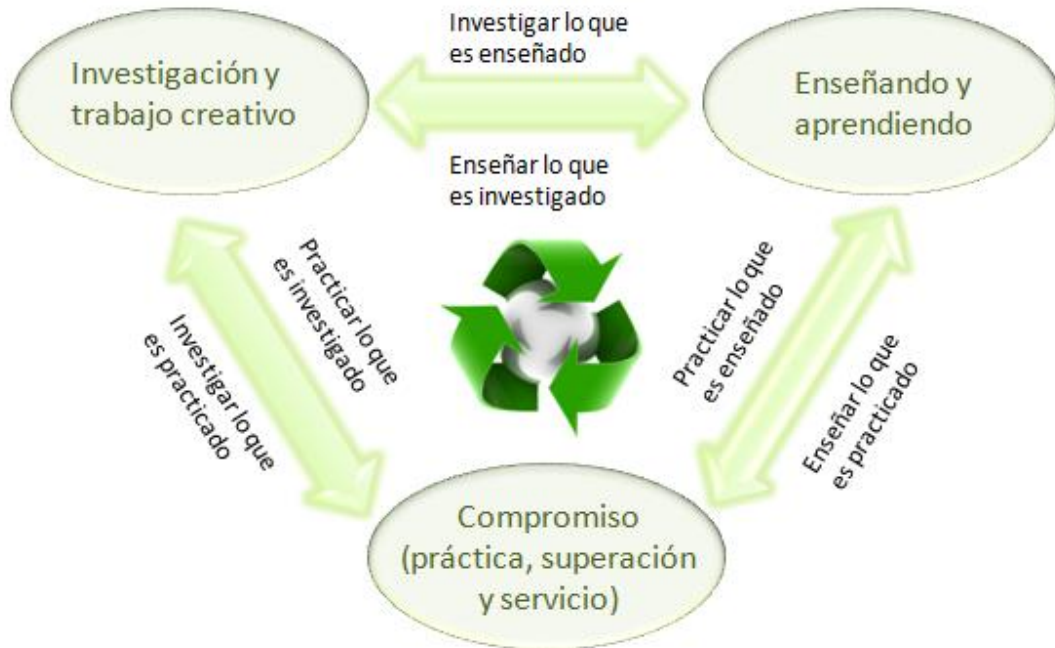 Investigar lo que
es enseñado
Investigación y
trabajo creativo
Enseñando y
aprendiendo
Enseñar lo que
es investigado
Practicar lo que
es investigado
Investigar lo que
es practicado
Practicar lo que
es enseñado
Enseñar lo que
es practicado
Compromiso
(práctica, superación
y servicio)